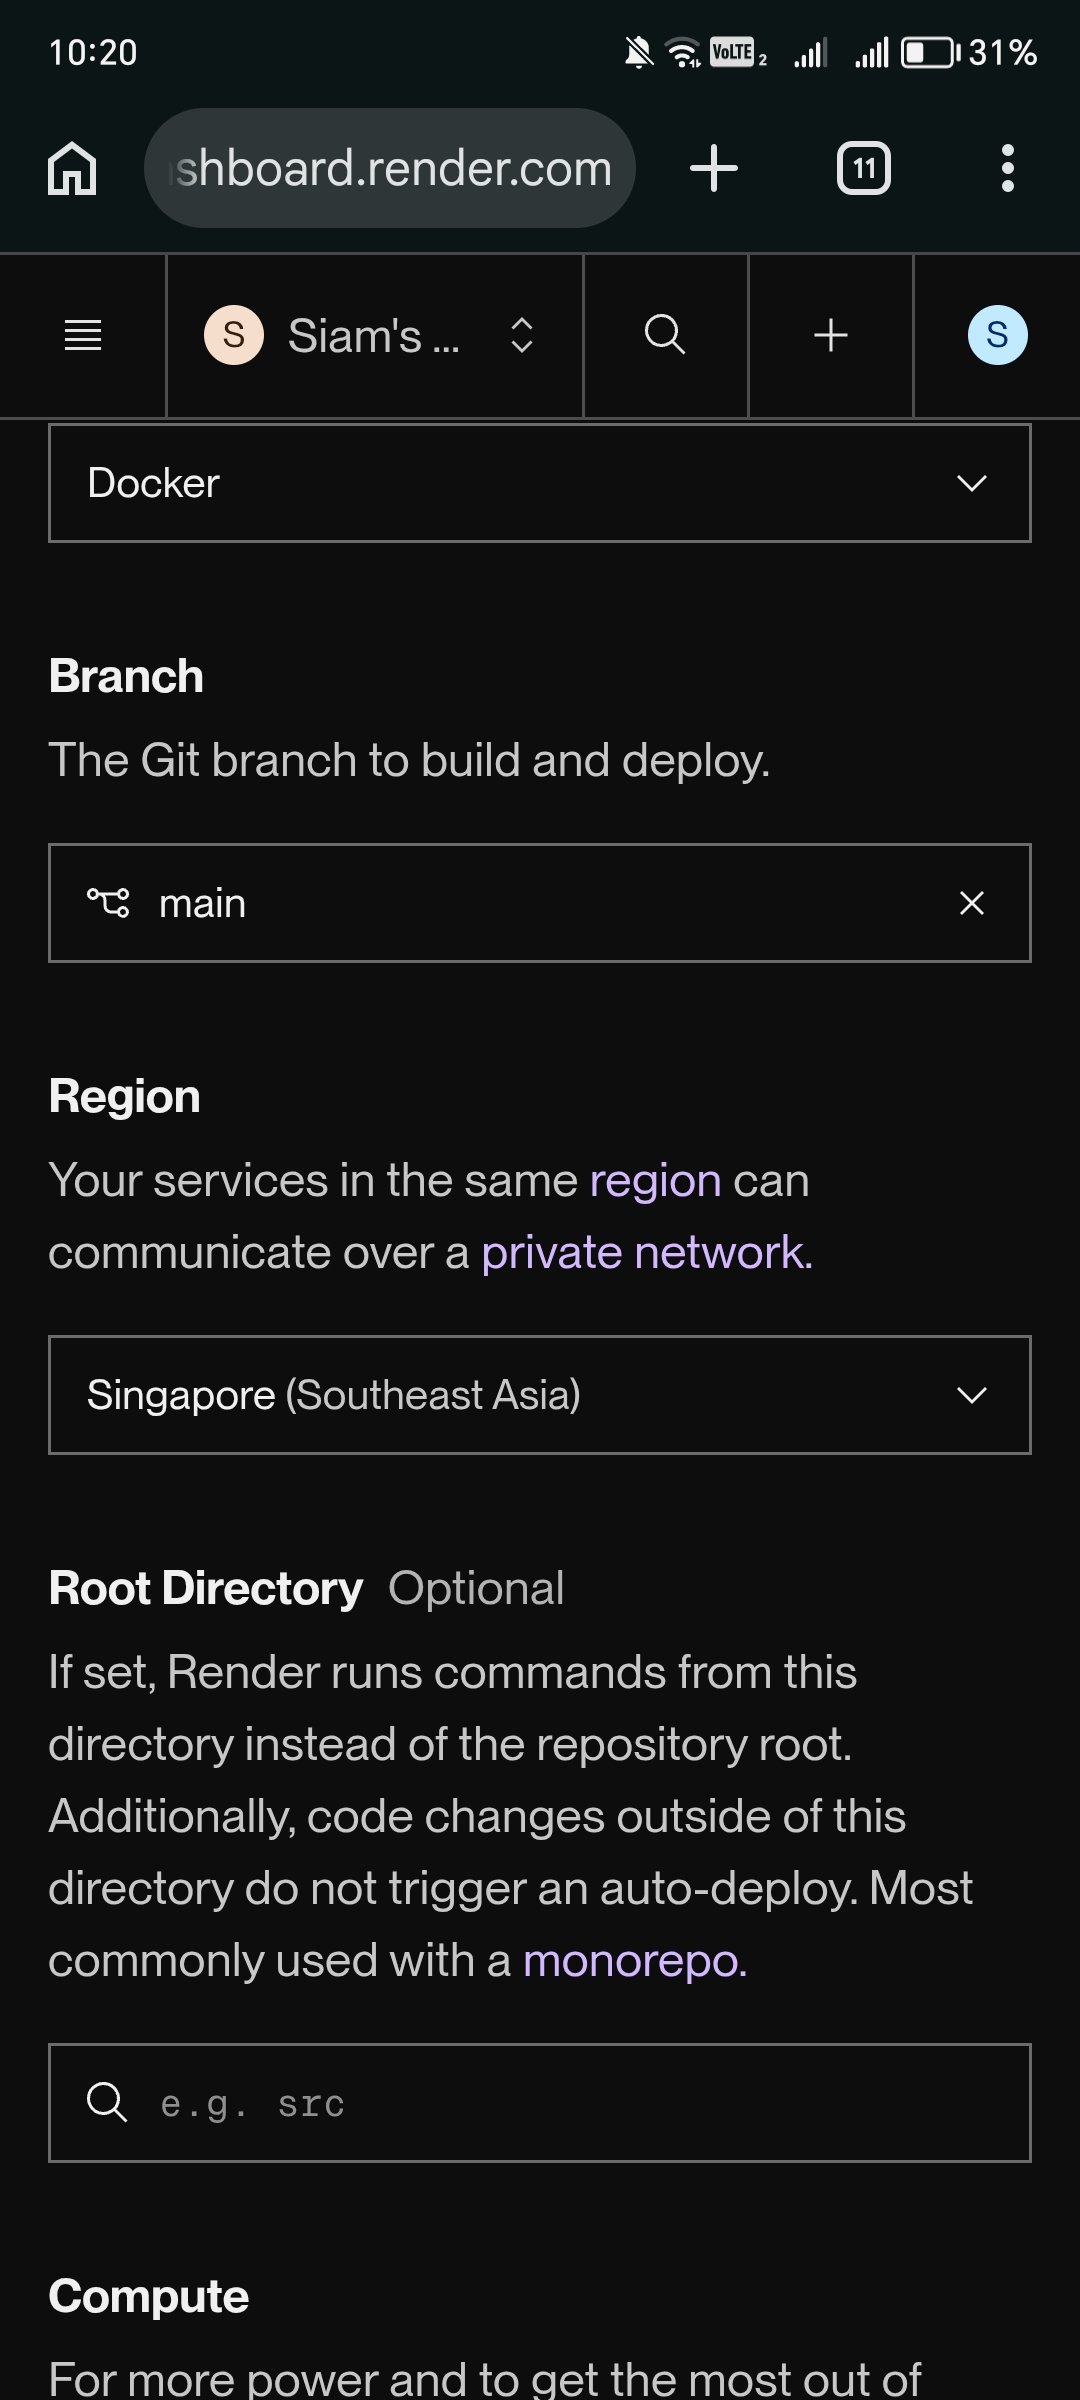 10:20
VoLTE 2
31%
shboard.render.com
11
S Siam's ...
S
Docker
Branch
The Git branch to build and deploy.
main
Region
Your services in the same region can
communicate over a private network.
Singapore (Southeast Asia)
Root Directory Optional
If set, Render runs commands from this
directory instead of the repository root.
Additionally, code changes outside of this
directory do not trigger an auto-deploy. Most
commonly used with a monorepo.
e.g. src
Compute
For more power and to get the most out of